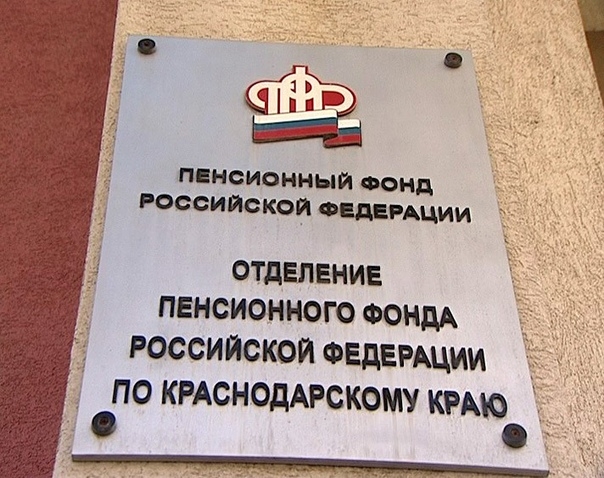 ПФР
ПЕНСИОННЫЙ ФОНД
РОССИЙСКОЙ ФЕДЕРАЦИИ
ОТДЕЛЕНИЕ
ПЕНСИОННОГО ФОНДА
РОССИЙСКОЙ ФЕДЕРАЦИИ
ПО КРАСНОДАРСКОМУ КРАЮ